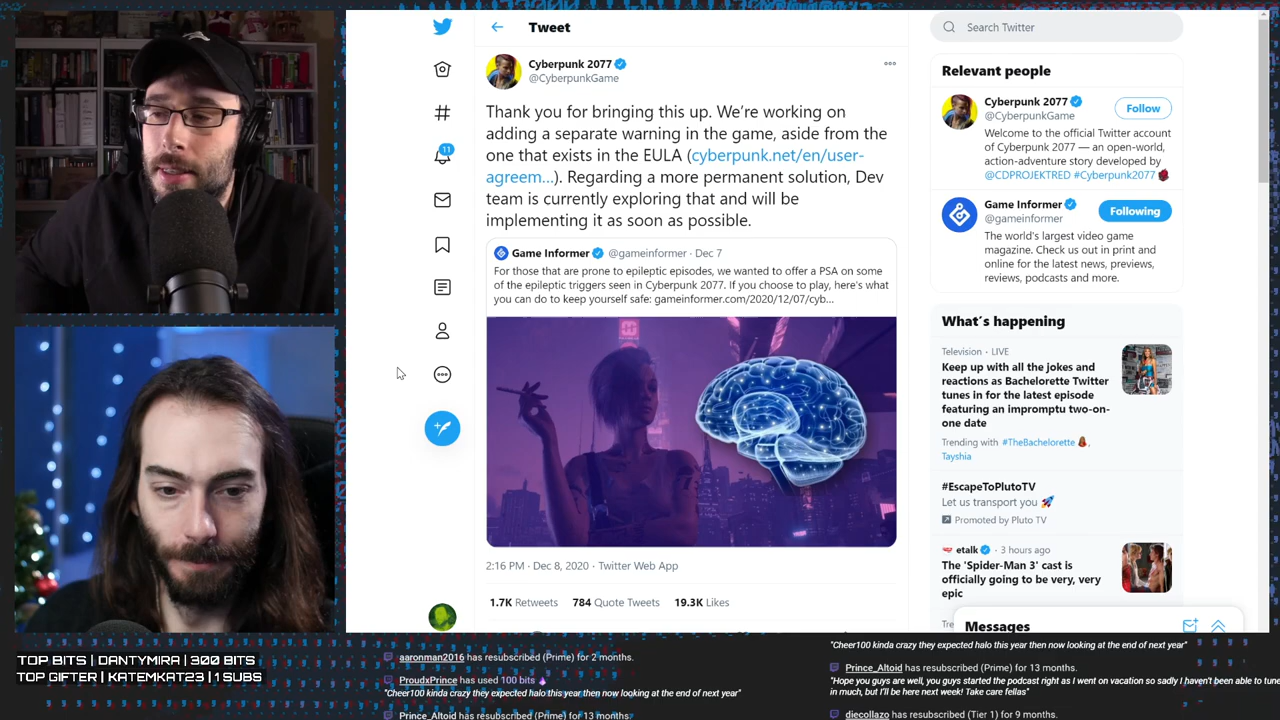 Tweet
Search Twitter
Cyberpunk 2077
@CyberpunkGame
Thank you for bringing this up. We're working on
adding a separate warning in the game, aside from the
one that exists in the EULA (cyberpunk.net/en/user-
agreem...). Regarding a more permanent solution, Dev
team is currently exploring that and will be
implementing it as soon as possible.
11
Game Informer @gameinformer · Dec 7
For those that are prone to epileptic episodes, we wanted to offer a PSA on some
of the epileptic triggers seen in Cyberpunk 2077. If you choose to play, here's what
you can do to keep yourself safe: gameinformer.com/2020/12/07/cyb...
2:16 PM · Dec 8, 2020 · Twitter Web App
1.7K Retweets 784 Quote Tweets 19.3K Likes
Relevant people
Cyberpunk 2077
@CyberpunkGame
Follow
Welcome to the official Twitter account
of Cyberpunk 2077 — an open-world,
action-adventure story developed by
@CDPROJEKTRED #Cyberpunk2077
Game Informer
@gameinformer
Following
The world's largest video game
magazine. Check us out in print and
online for the latest news, previews,
reviews, podcasts and more.
What's happening
Television · LIVE
Keep up with all the jokes and
reactions as Bachelorette Twitter
tunes in for the latest episode
featuring an impromptu two-on-
one date
Trending with #TheBachelorette,
Tayshia
#EscapeToPlutoTV
Let us transport you
Promoted by Pluto TV
etalk · 3 hours ago
The 'Spider-Man 3' cast is
officially going to be very, very
epic
Tre
Messages
TOP BITS | DANTYMIRA | 300 BITS
TOP GIFTER | KATEMKAT23 | 1 SUBS
aaronman2016 has resubscribed (Prime) for 2 months.
ProudxPrince has used 100 bits
"Cheer100 kinda crazy they expected halo this year then now looking at the end of next year"
Prince_Altoid has resubscribed (Prime) for 13 months.
"Cheer100 kinda crazy they expected halo this year then now looking at the end of next year"
Prince_Altoid has resubscribed (Prime) for 13 months.
"Hope you guys are well, you guys started the podcast right as I went on vacation so sadly I haven't been able to tune
in much, but I'll be here next week! Take care fellas"
diecollazo has resubscribed (Tier 1) for 9 months.